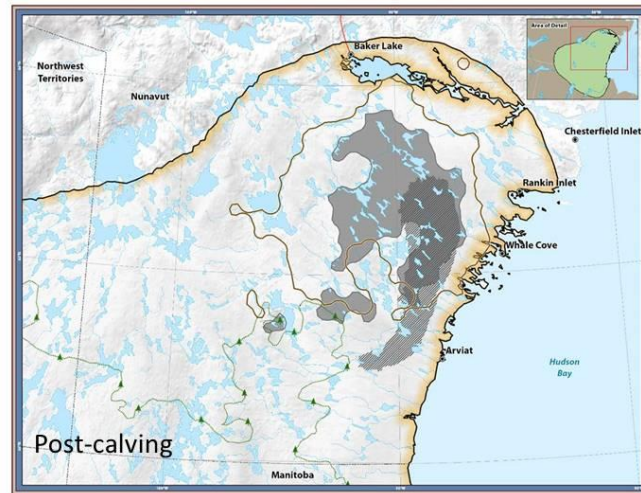 Area of Detail
Baker Lake
Northwest
Territories
Nunavut
Chesterfield Inlet
Rankin Inlet
Whale Cove
Arviat
Hudson
Bay
Post-calving
Manitoba